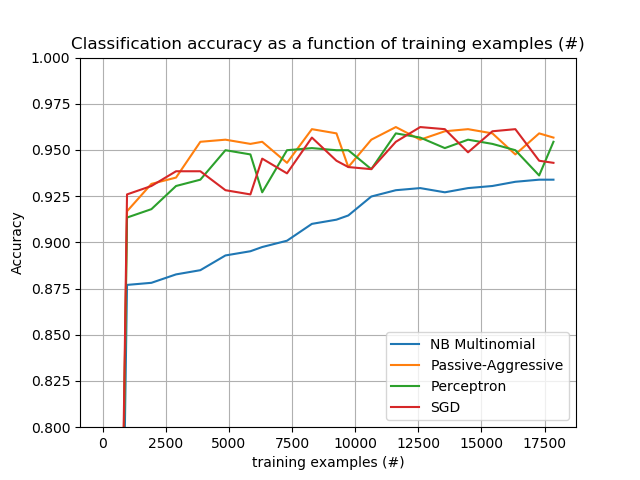 Classification accuracy as a function of training examples (#)
1.000
0.975
0.950
0.925
0.900
0.875
0.850
0.825
0.800
Accuracy
NB Multinomial
Passive-Aggressive
Perceptron
SGD
0 2500 5000 7500 10000 12500 15000 17500
training examples (#)